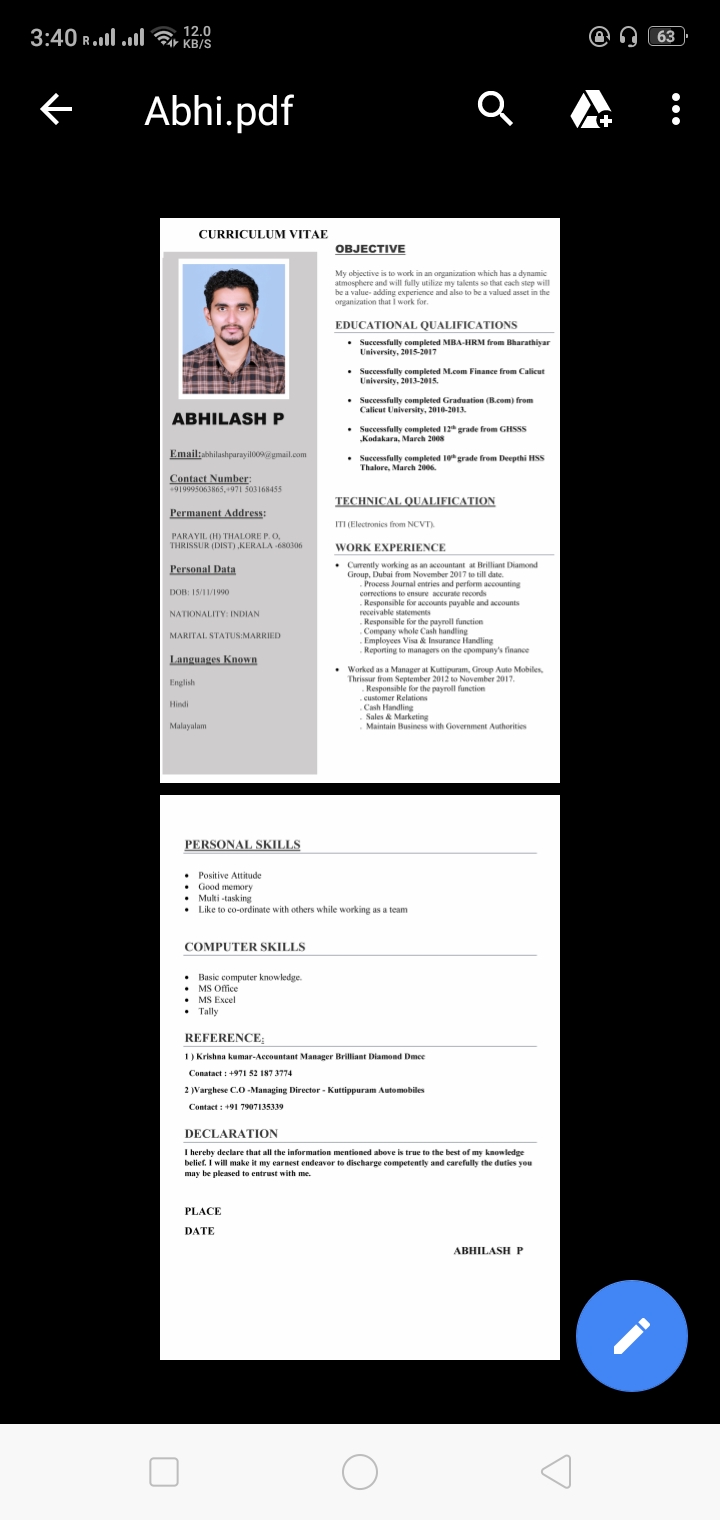 3:40 R 12.0 KB/S 63
Abhi.pdf
CURRICULUM VITAE
ABHILASH P
Email:abhilashparayil009@gmail.com
Contact Number:
+919995063865,+971 503168455
Permanent Address:
PARAYIL (H) THALORE P. O,
THRISSUR (DIST) ,KERALA -680306
Personal Data
DOB: 15/11/1990
NATIONALITY: INDIAN
MARITAL STATUS:MARRIED
Languages Known
English
Hindi
Malayalam
OBJECTIVE
My objective is to work in an organization which has a dynamic
atmosphere and will fully utilize my talents so that each step will
be a value- adding experience and also to be a valued asset in the
organization that I work for.
EDUCATIONAL QUALIFICATIONS
• Successfully completed MBA-HRM from Bharathiyar
University, 2015-2017
• Successfully completed M.com Finance from Calicut
University, 2013-2015.
• Successfully completed Graduation (B.com) from
Calicut University, 2010-2013.
• Successfully completed 12th grade from GHSSS
,Kodakara, March 2008
• Successfully completed 10th grade from Deepthi HSS
Thalore, March 2006.
TECHNICAL QUALIFICATION
ITI (Electronics from NCVT).
WORK EXPERIENCE
• Currently working as an accountant at Brilliant Diamond
Group, Dubai from November 2017 to till date.
. Process Journal entries and perform accounting
corrections to ensure accurate records
. Responsible for accounts payable and accounts
receivable statements
. Responsible for the payroll function
. Company whole Cash handling
. Employees Visa & Insurance Handling
. Reporting to managers on the cpompany's finance
• Worked as a Manager at Kuttipuram, Group Auto Mobiles,
Thrissur from September 2012 to November 2017.
. Responsible for the payroll function
. customer Relations
. Cash Handling
. Sales & Marketing
. Maintain Business with Government Authorities
PERSONAL SKILLS
• Positive Attitude
• Good memory
• Multi -tasking
• Like to co-ordinate with others while working as a team
COMPUTER SKILLS
• Basic computer knowledge.
• MS Office
• MS Excel
• Tally
REFERENCE:
1 ) Krishna kumar-Accountant Manager Brilliant Diamond Dmcc
Conatact : +971 52 187 3774
2 )Varghese C.O -Managing Director - Kuttippuram Automobiles
Contact : +91 7907135339
DECLARATION
I hereby declare that all the information mentioned above is true to the best of my knowledge
belief. I will make it my earnest endeavor to discharge competently and carefully the duties you
may be pleased to entrust with me.
PLACE
DATE
ABHILASH P